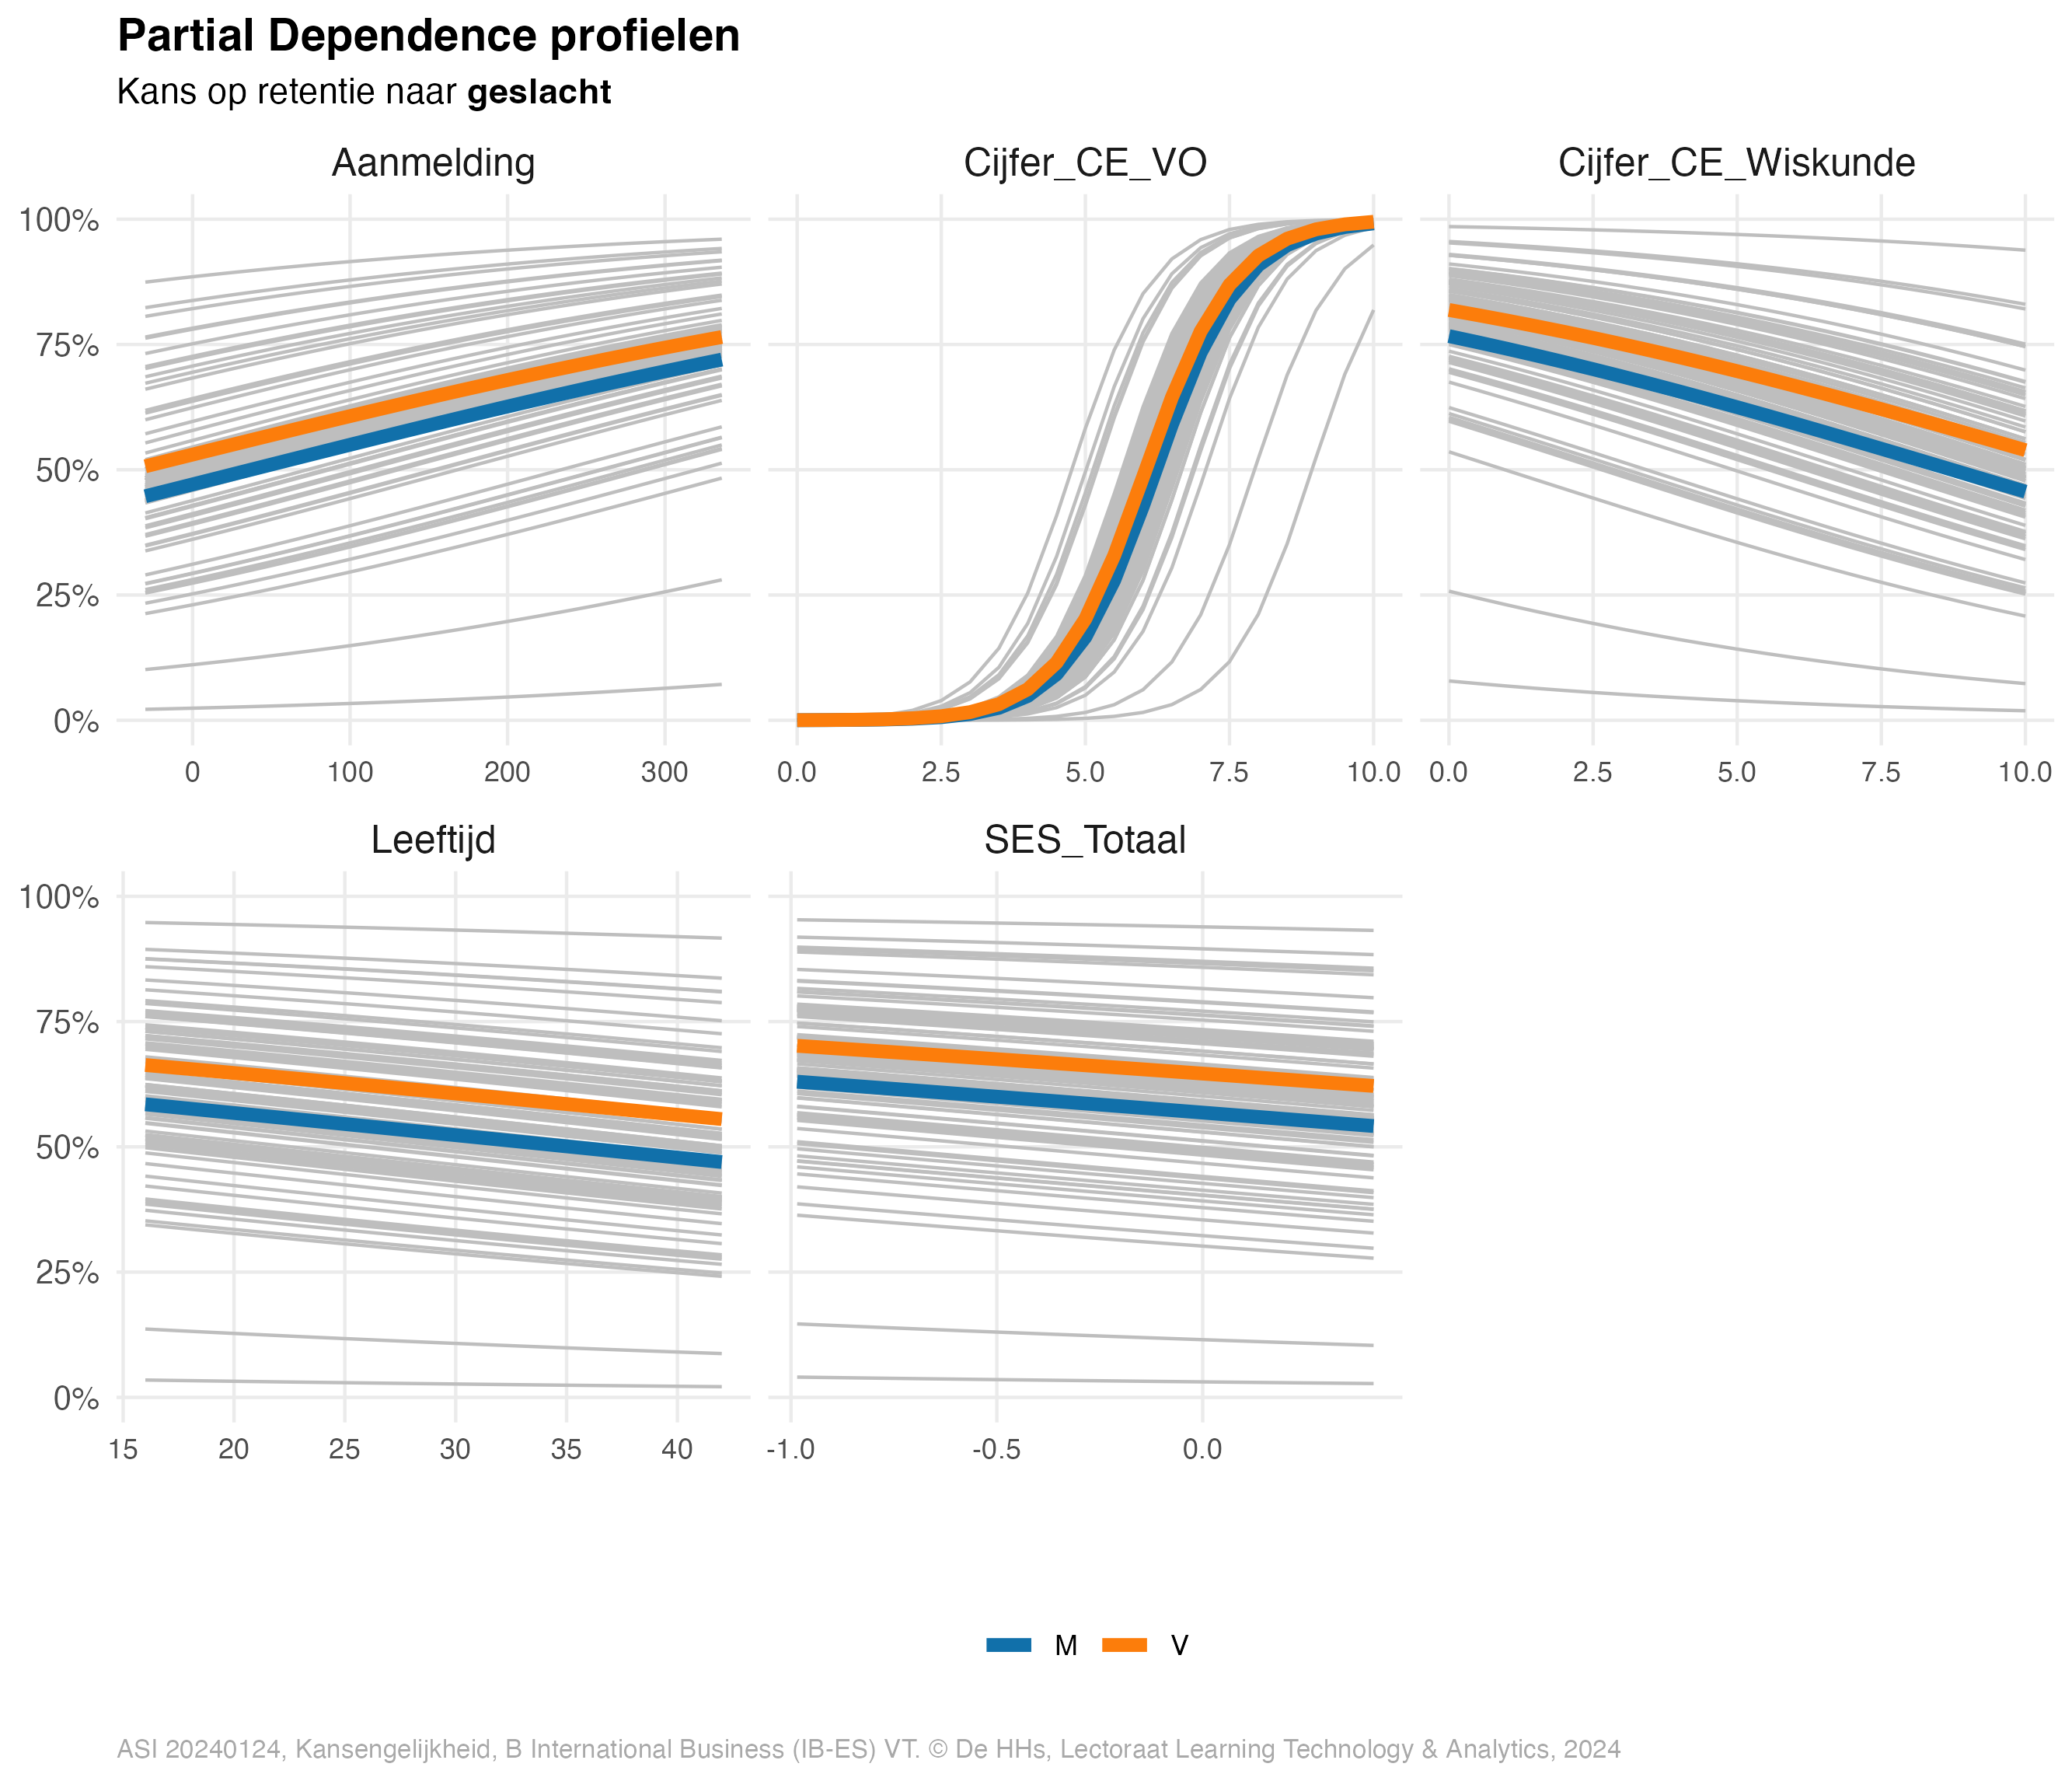 Partial Dependence profielen
Kans op retentie naar geslacht
Aanmelding
Cijfer_CE_VO
Cijfer_CE_Wiskunde
100%
75%
50%
25%
0%
0 100 200 300
0.0 2.5 5.0 7.5 10.0
0.0 2.5 5.0 7.5 10.0
Leeftijd
SES_Totaal
100%
75%
50%
25%
0%
15 20 25 30 35 40
-1.0 -0.5 0.0
M V
ASI 20240124, Kansengelijkheid, B International Business (IB-ES) VT. © De HHs, Lectoraat Learning Technology & Analytics, 2024